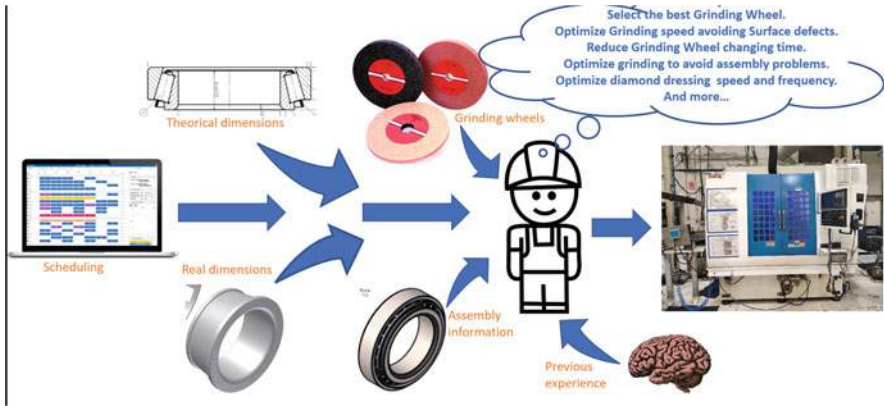 Select the best Grinding Wheel.
Optimize Grinding speed avoiding Surface defects.
Reduce Grinding Wheel changing time.
Optimize grinding to avoid assembly problems.
Optimize diamond dressing speed and frequency.
And more...
Theorical dimensions
Grinding wheels
Scheduling
Real dimensions
Assembly
information
Previous
experience